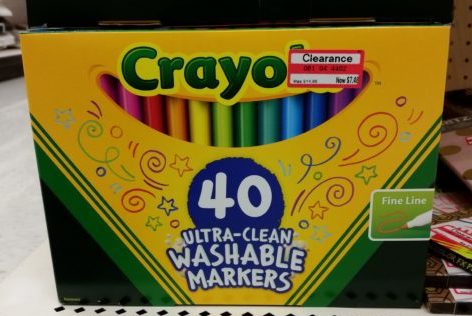 Crayo
Clearance
Now $7.48
40
ULTRA-CLEAN
WASHABLE
MARKERS
Fine Line